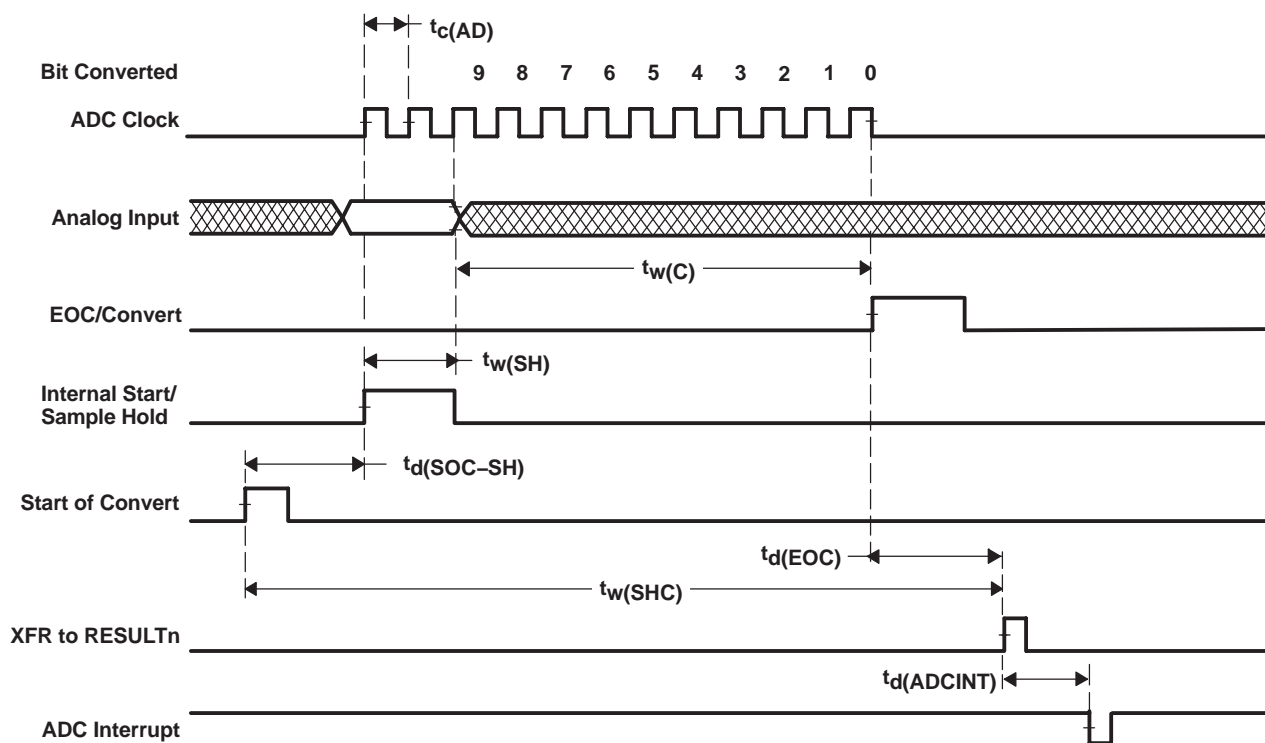 tc(AD)
Bit Converted
9 8 7 6 5 4 3 2 1 0
ADC Clock
Analog Input
tw(C)
EOC/Convert
tw(SH)
Internal Start/
Sample Hold
td(SOC–SH)
Start of Convert
td(EOC)
tw(SHC)
XFR to RESULTn
td(ADCINT)
ADC Interrupt